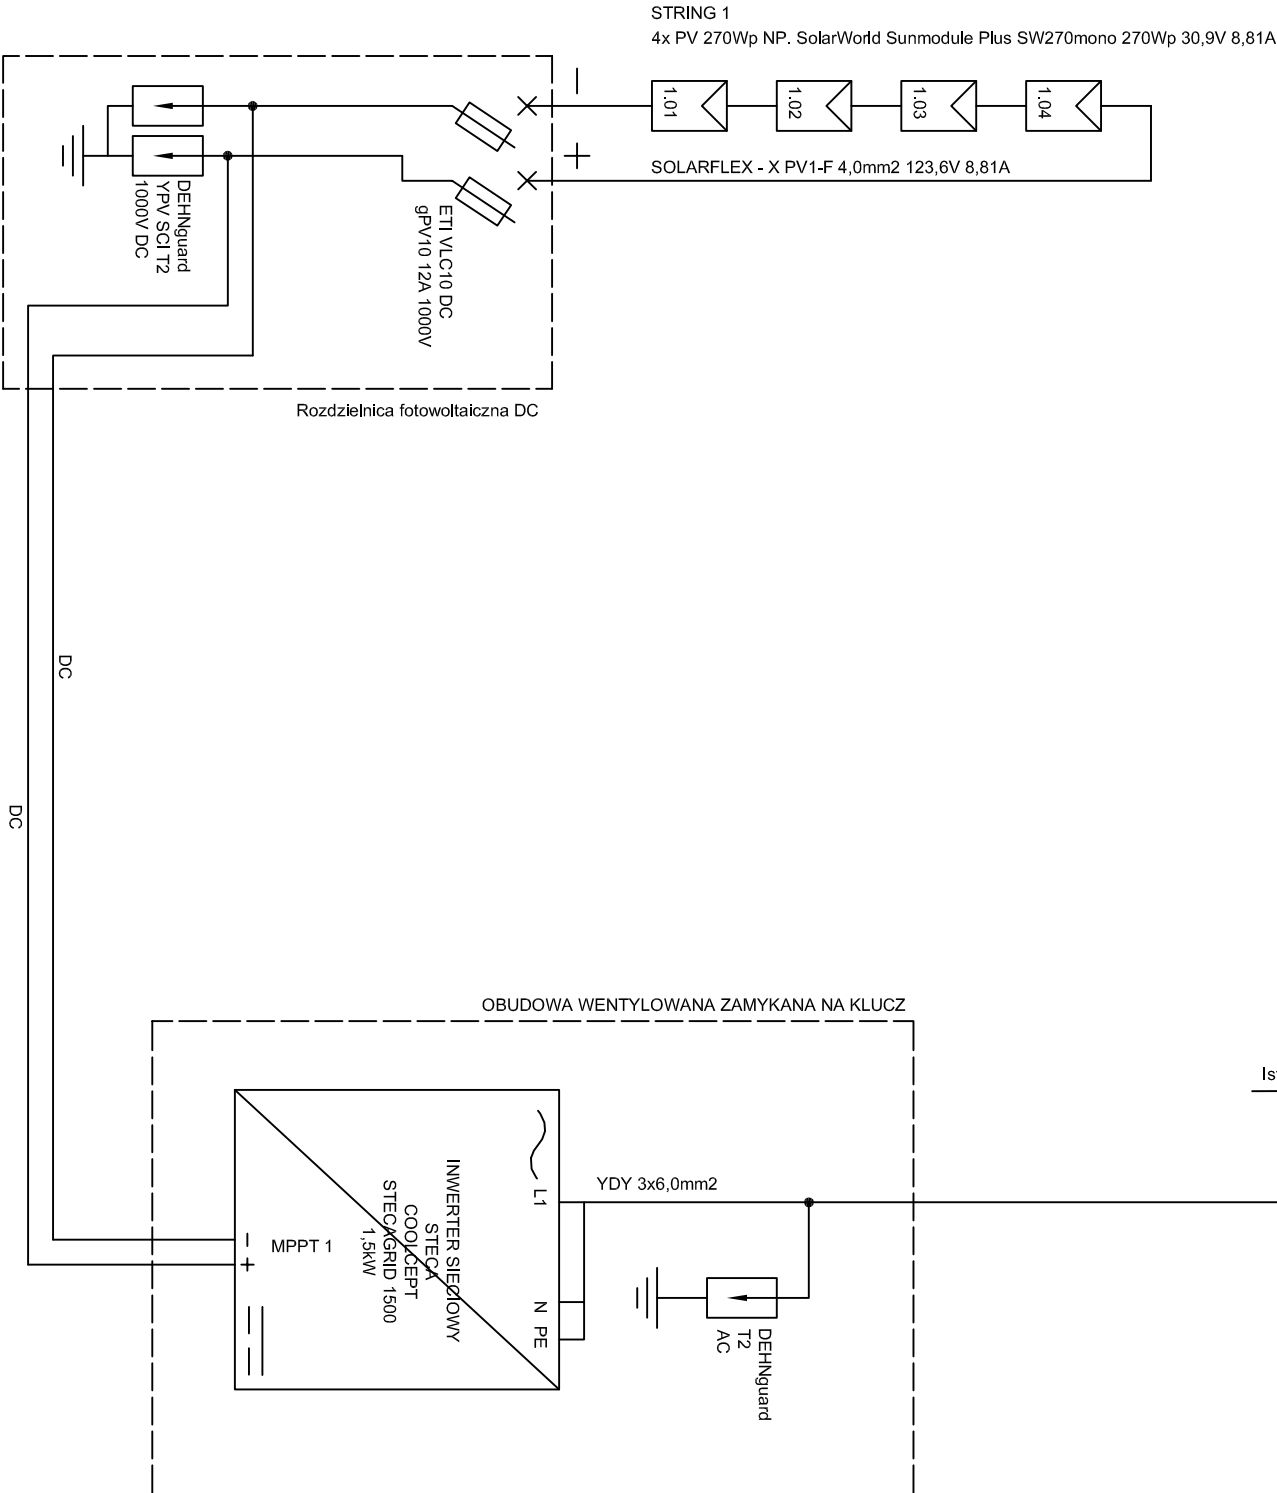 STRING 1
4x PV 270Wp NP. SolarWorld Sunmodule Plus SW270mono 270Wp 30,9V 8,81A
1.01
1.02
1.03
1.04
SOLARFLEX - X PV1-F 4,0mm2 123,6V 8,81A
DEHNguard
YPV SCI T2
1000V DC
ETI VLC10 DC
gPV10 12A 1000V
Rozdzielnica fotowoltaiczna DC
DC
DC
OBUDOWA WENTYLOWANA ZAMYKANA NA KLUCZ
Ist
INWERTER SIECIOWY
STECA
COOLCEPT
STECAGRID 1500
1,5kW
L1
N
PE
MPPT 1
YDY 3x6,0mm2
DEHNguard
T2
AC